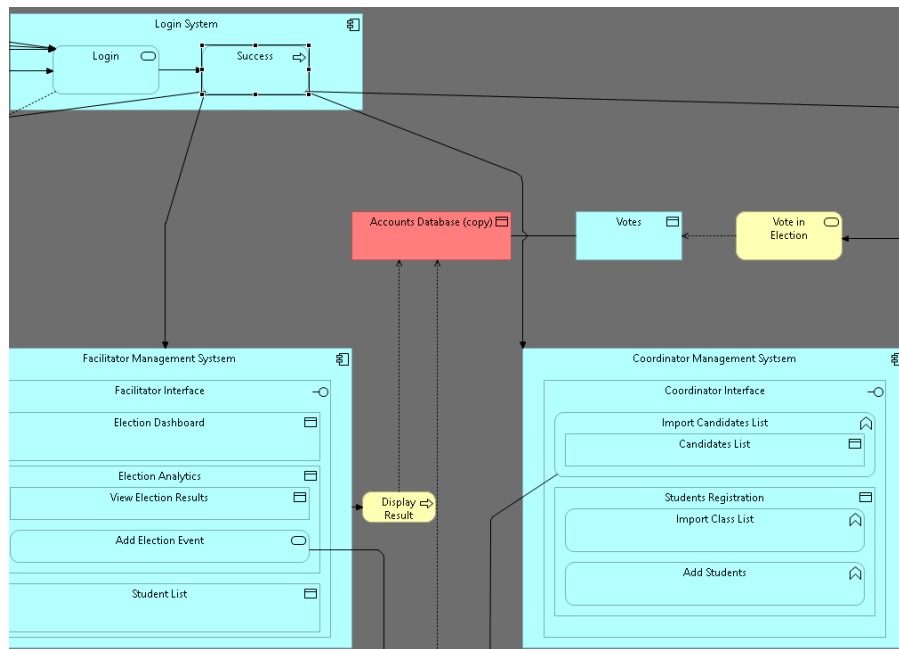 Login System
Login
Success
Accounts Database (copy)
Votes
Vote in
Election
Facilitator Management Systsem
Facilitator Interface
Election Dashboard
Election Analytics
View Election Results
Add Election Event
Student List
Display
Result
Coordinator Management Systsem
Coordinator Interface
Import Candidates List
Candidates List
Students Registration
Import Class List
Add Students